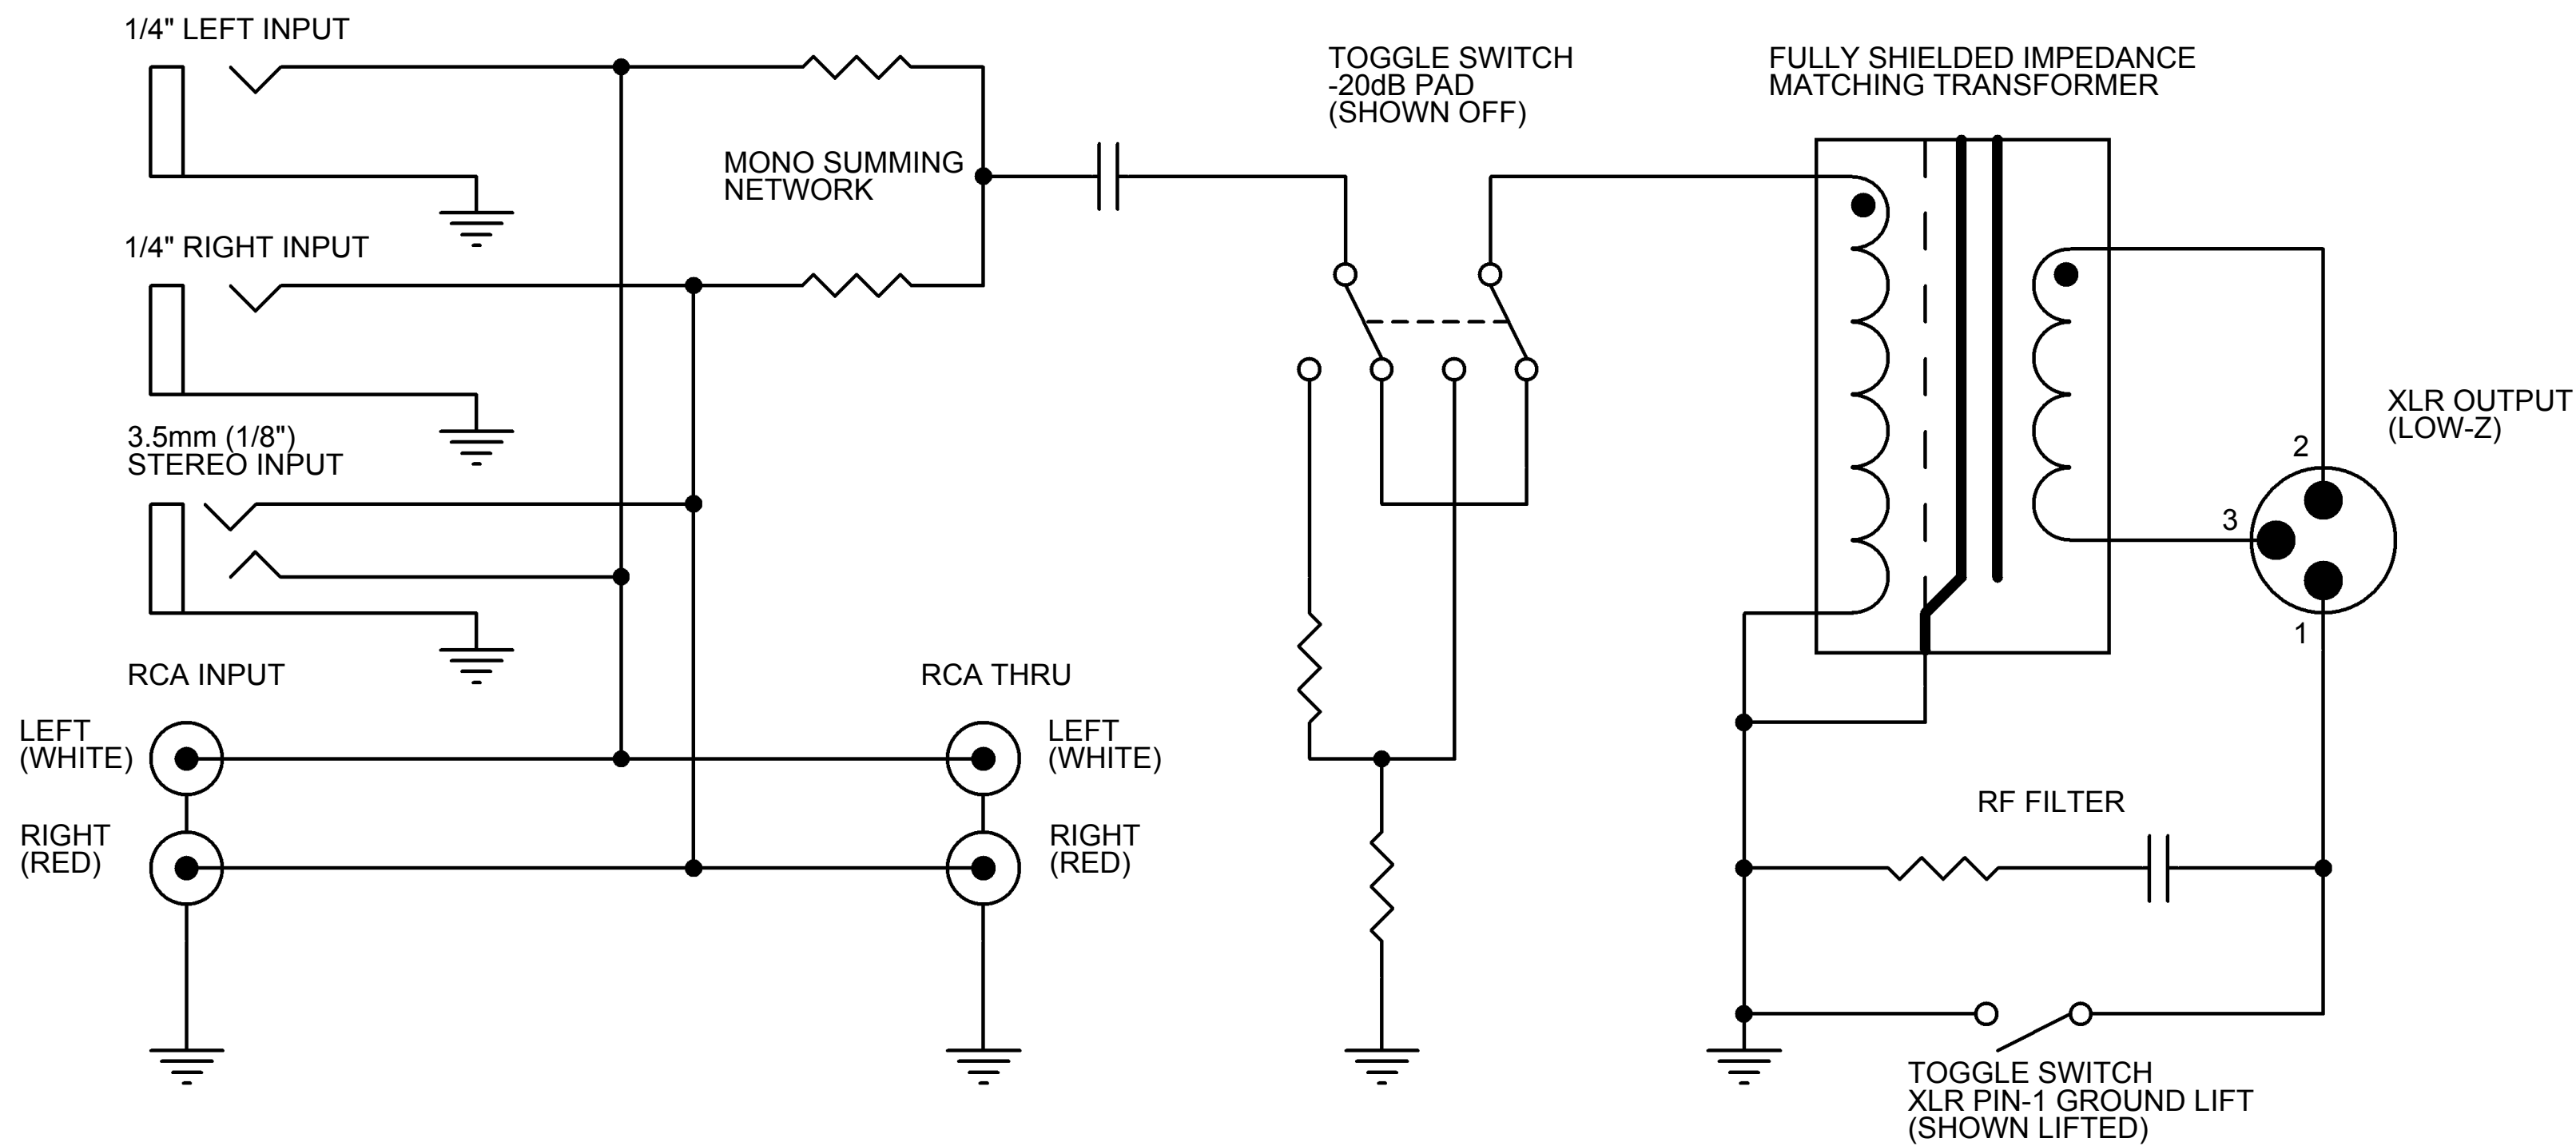 1/4" LEFT INPUT
TOGGLE SWITCH
-20dB PAD
(SHOWN OFF)
FULLY SHIELDED IMPEDANCE
MATCHING TRANSFORMER
MONO SUMMING
NETWORK
1/4" RIGHT INPUT
3.5mm (1/8")
STEREO INPUT
XLR OUTPUT
(LOW-Z)
2
3
1
RCA INPUT
RCA THRU
LEFT
(WHITE)
LEFT
(WHITE)
RIGHT
(RED)
RIGHT
(RED)
RF FILTER
TOGGLE SWITCH
XLR PIN-1 GROUND LIFT
(SHOWN LIFTED)